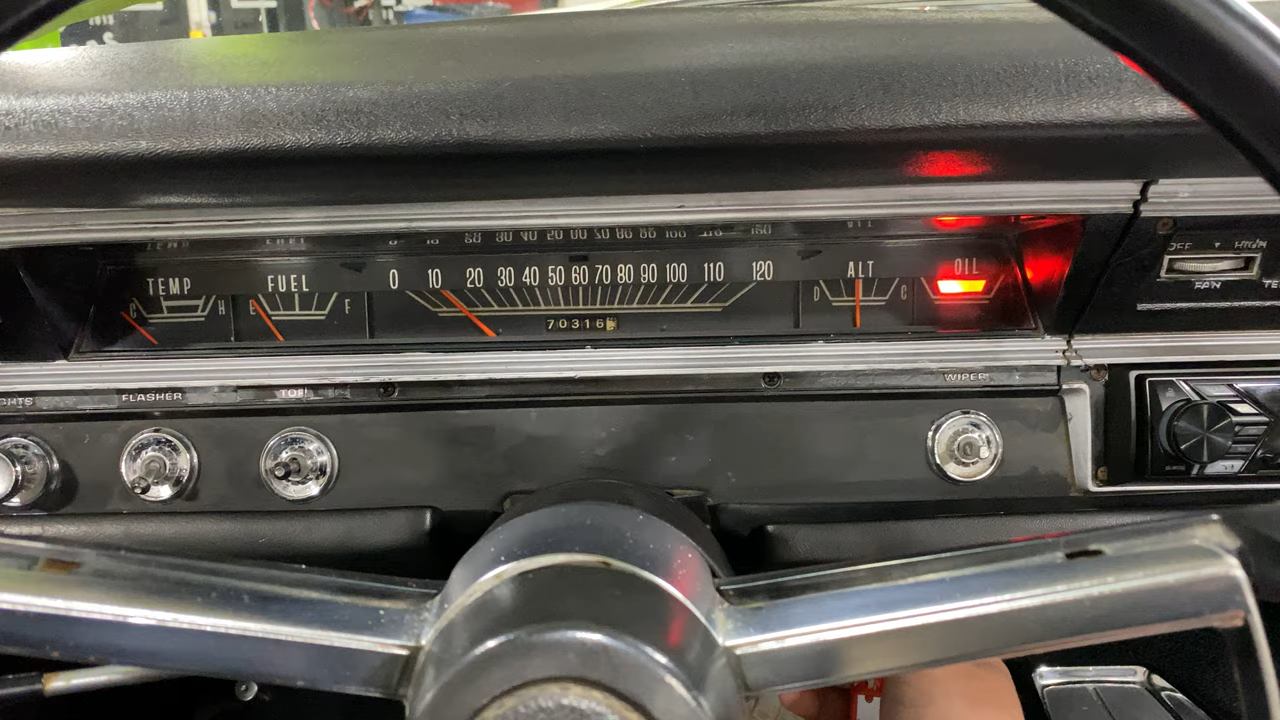 OFF HIGH
FAN
TEMP FUEL 0 10 20 30 40 50 60 70 80 90 100 110 120 ALT OIL
C H E F D C
70316
FLASHER TOP WIPER